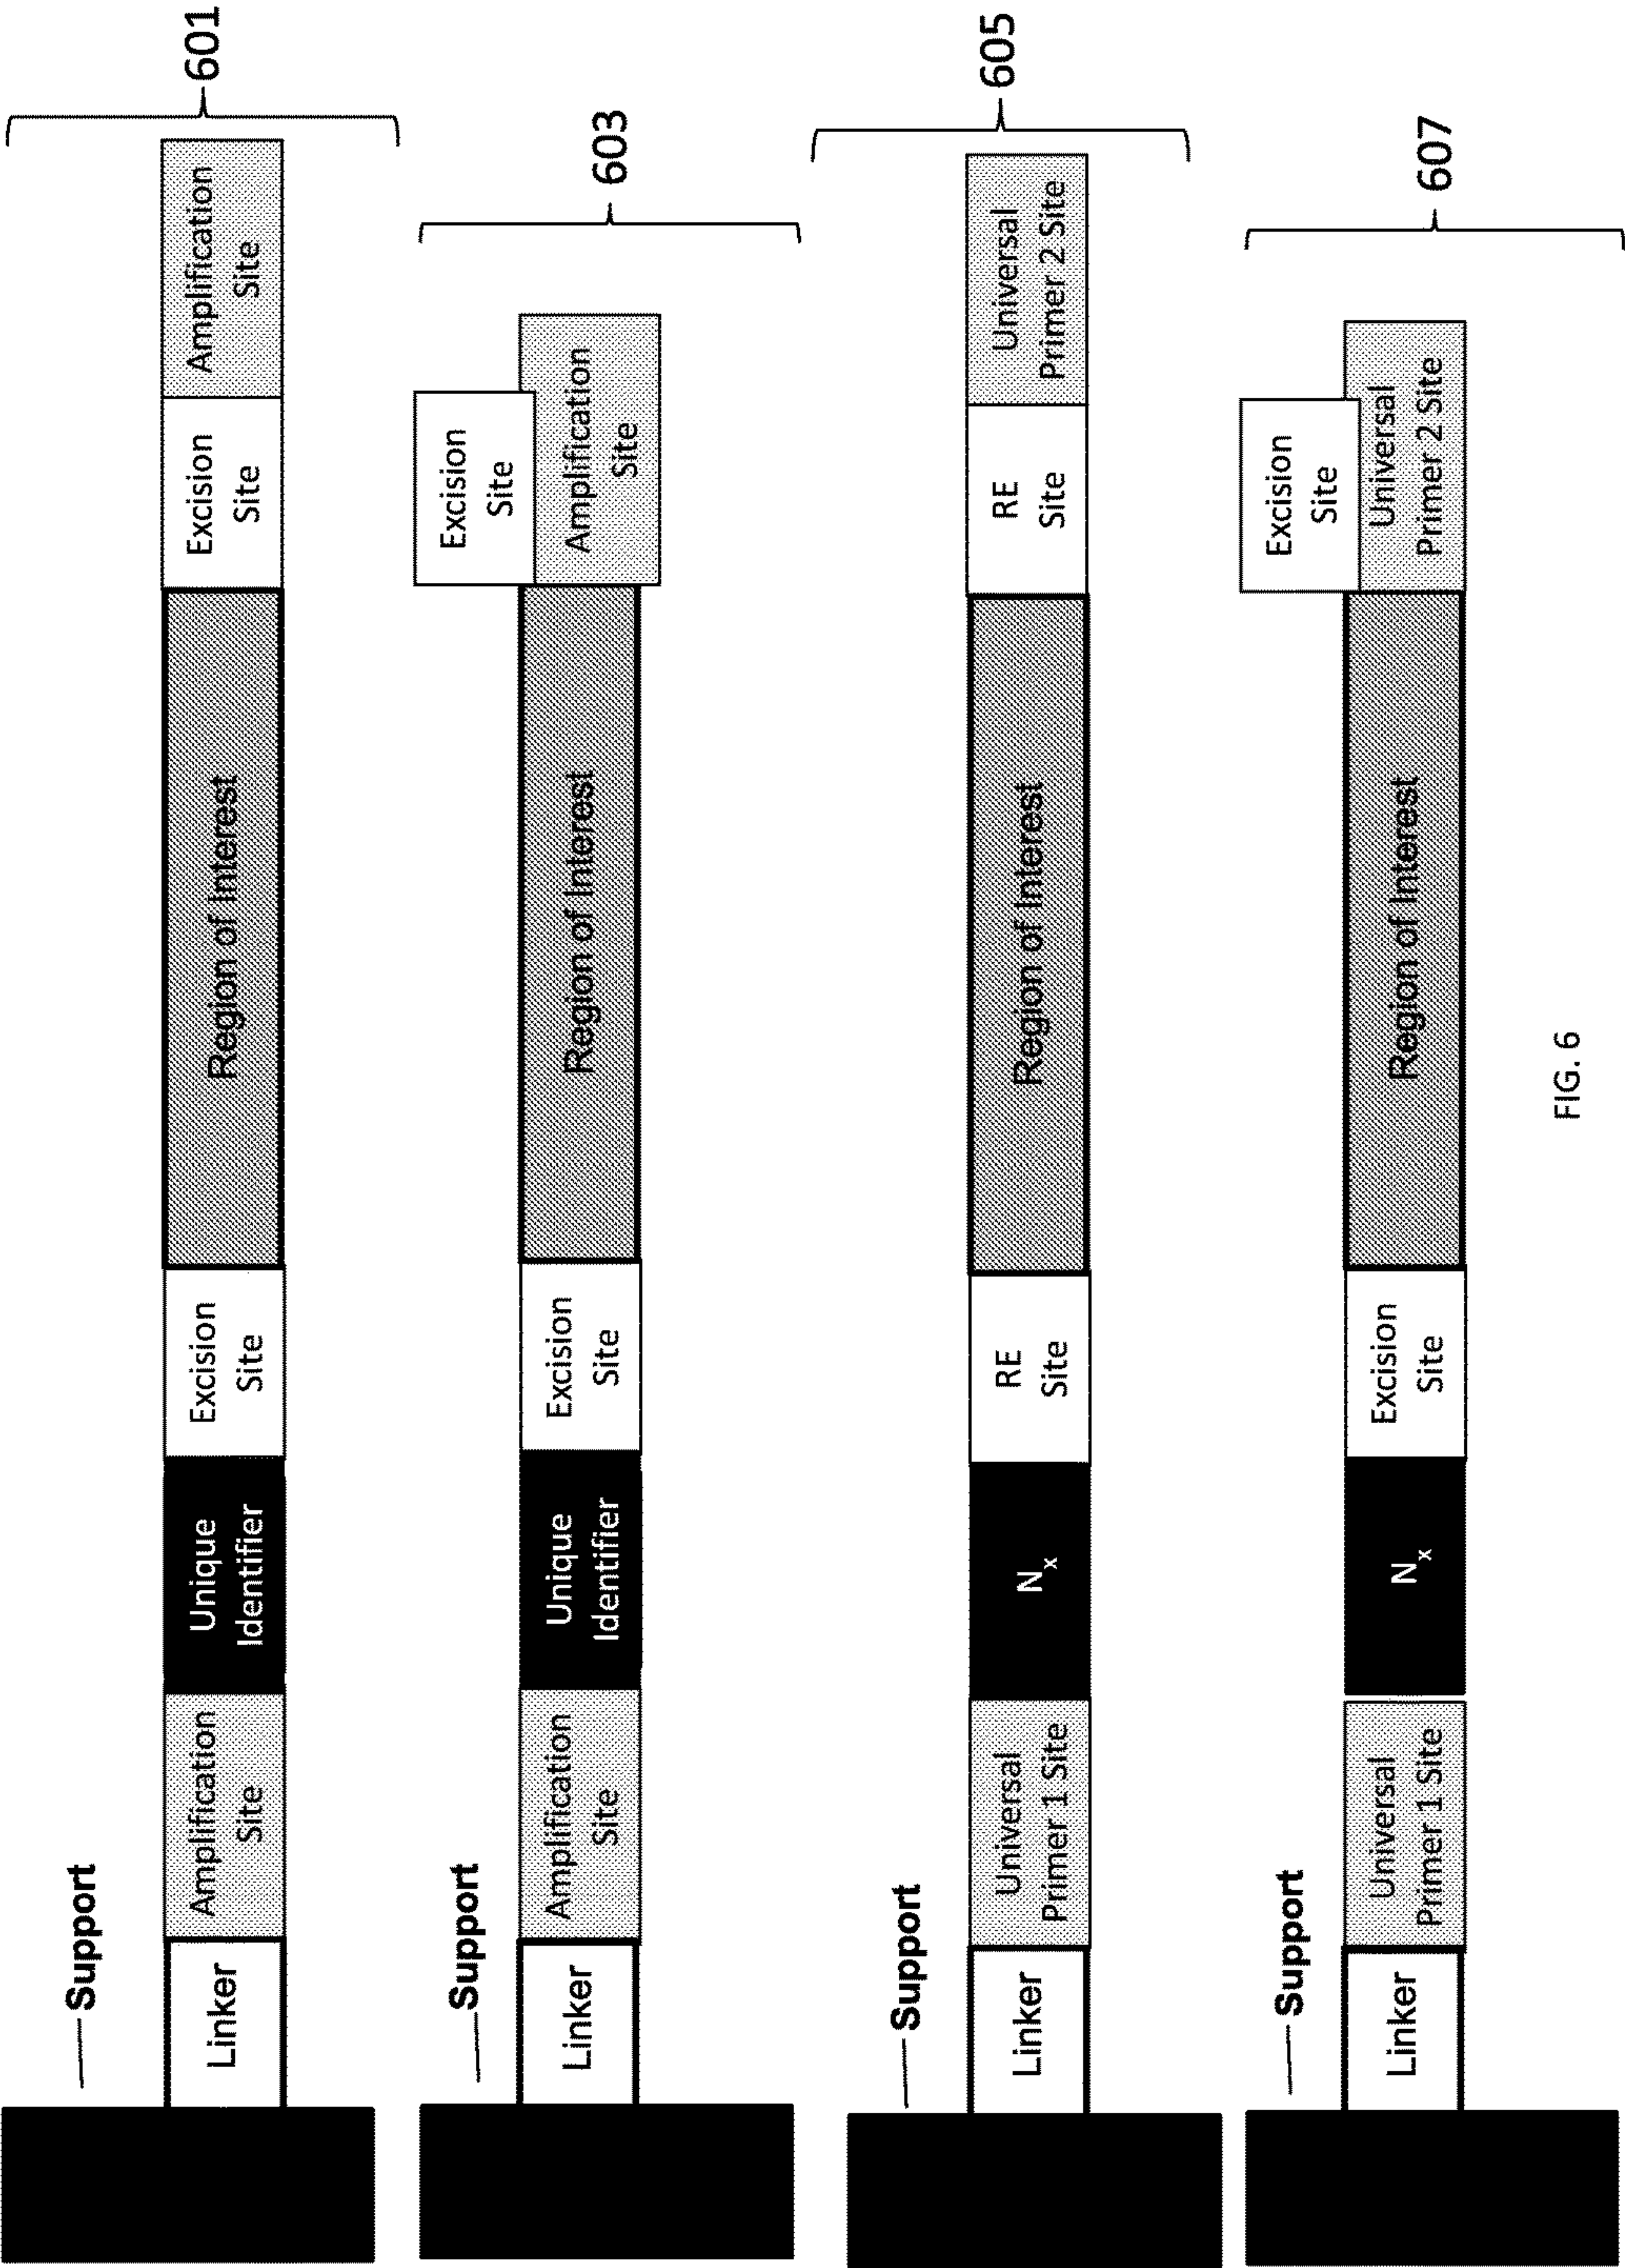 Support
Linker
Amplification
Site
Unique
Identifier
Excision
Site
Region of Interest
Excision
Site
Amplification
Site
601
Support
Linker
Amplification
Site
Unique
Identifier
Excision
Site
Region of Interest
Excision
Site
Amplification
Site
603
Support
Linker
Universal
Primer 1 Site
Nx
RE
Site
Region of Interest
RE
Site
Universal
Primer 2 Site
605
Support
Linker
Universal
Primer 1 Site
Nx
Excision
Site
Region of Interest
Excision
Site
Universal
Primer 2 Site
607
FIG. 6